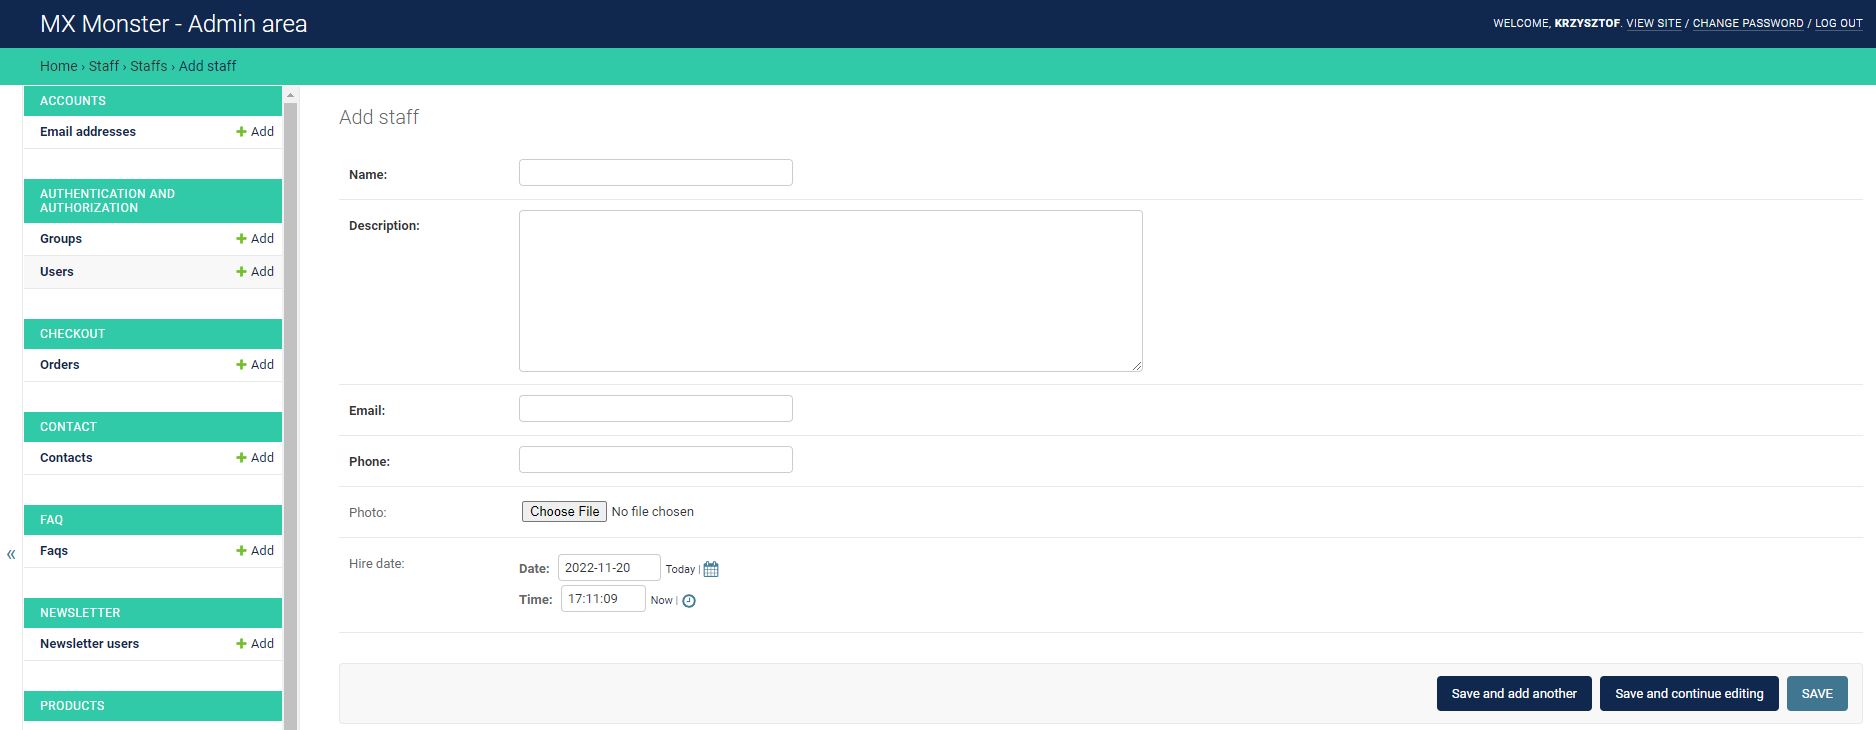 MX Monster - Admin area
WELCOME, KRZYSZTOF. VIEW SITE / CHANGE PASSWORD / LOG OUT
Home › Staff › Staffs › Add staff
ACCOUNTS
Email addresses + Add
AUTHENTICATION AND
AUTHORIZATION
Groups + Add
Users + Add
CHECKOUT
Orders + Add
CONTACT
Contacts + Add
FAQ
Faqs + Add
NEWSLETTER
Newsletter users + Add
PRODUCTS
«
Add staff
Name:
Description:
Email:
Phone:
Photo: Choose File No file chosen
Hire date:
Date: 2022-11-20 Today |
Time: 17:11:09 Now |
Save and add another Save and continue editing SAVE